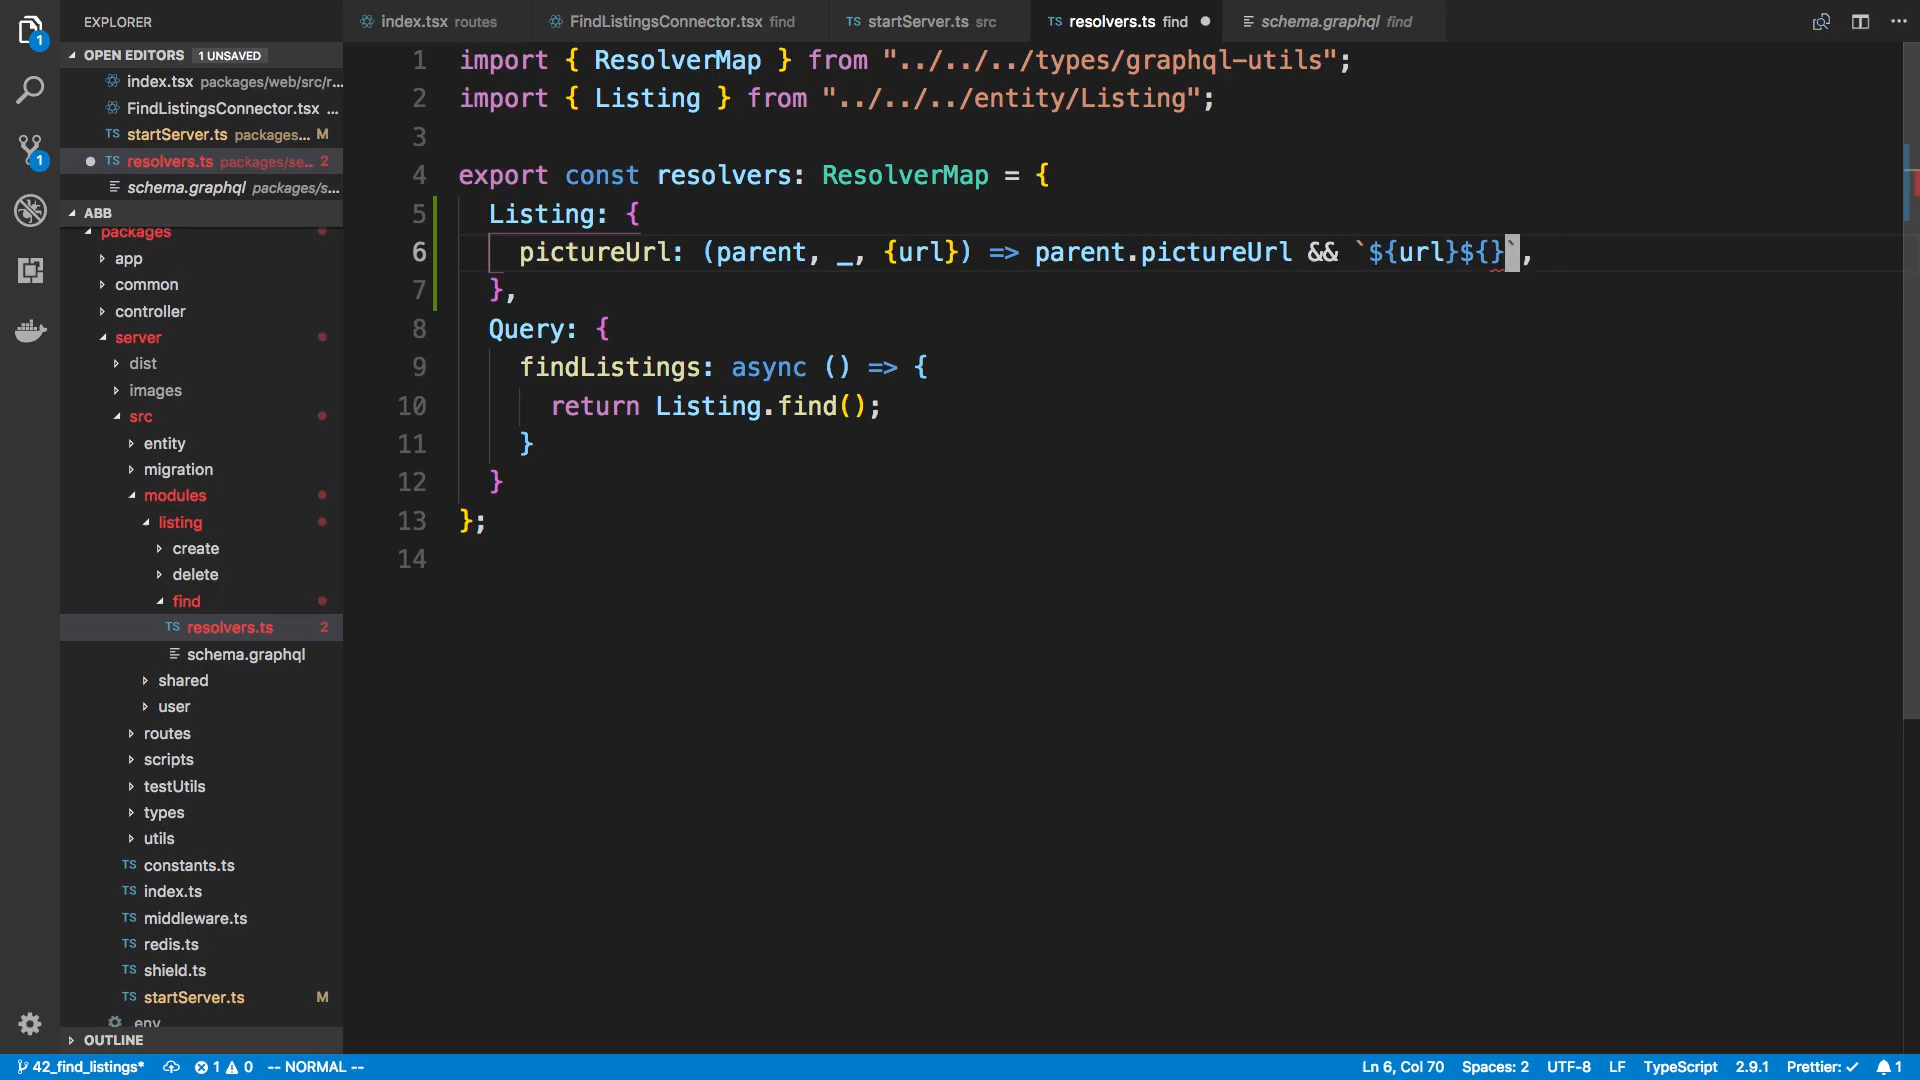 EXPLORER
OPEN EDITORS 1 UNSAVED
index.tsx packages/web/src/r...
FindListingsConnector.tsx ...
TS startServer.ts packages... M
TS resolvers.ts packages/se... 2
schema.graphql packages/s...
ABB
packages
app
common
controller
server
dist
images
src
entity
migration
modules
listing
create
delete
find
TS resolvers.ts 2
schema.graphql
shared
user
routes
scripts
testUtils
types
utils
TS constants.ts
TS index.ts
TS middleware.ts
TS redis.ts
TS shield.ts
TS startServer.ts M
.env
OUTLINE
1
1
index.tsx routes
FindListingsConnector.tsx find
TS startServer.ts src
TS resolvers.ts find
schema.graphql find
1 import { ResolverMap } from "../../../types/graphql-utils";
2 import { Listing } from "../../../entity/Listing";
3
4 export const resolvers: ResolverMap = {
5 Listing: {
6 pictureUrl: (parent, _, {url}) => parent.pictureUrl && `${url}${}`,
7 },
8 Query: {
9 findListings: async () => {
10 return Listing.find();
11 }
12 }
13 };
14
42_find_listings* 1 0 -- NORMAL -- Ln 6, Col 70 Spaces: 2 UTF-8 LF TypeScript 2.9.1 Prettier: ✓ 1